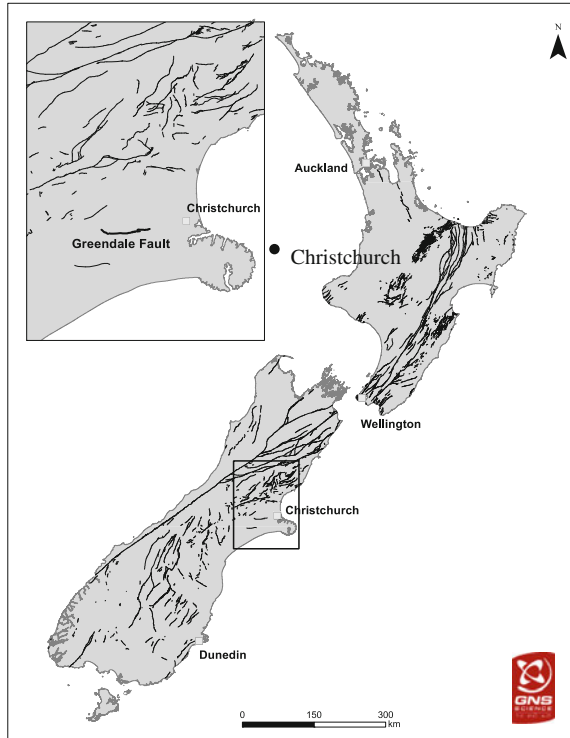 N
Auckland
Christchurch
Greendale Fault
Christchurch
Wellington
Christchurch
Dunedin
0 150 300
km
GNS
SCIENCE